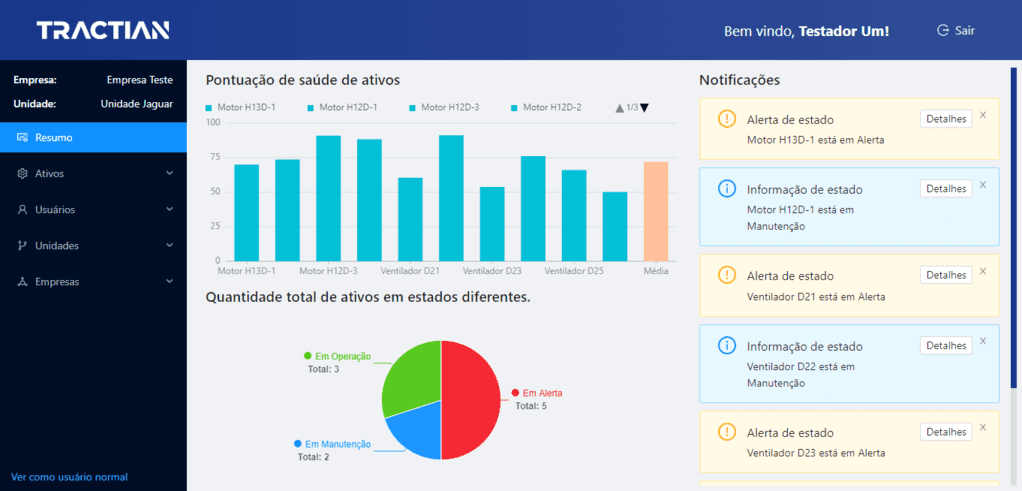 TRACTIAN
Bem vindo, Testador Um!
Sair
Empresa: Empresa Teste
Unidade: Unidade Jaguar
Resumo
Ativos
Usuários
Unidades
Empresas
Ver como usuário normal
Pontuação de saúde de ativos
Motor H13D-1 Motor H12D-1 Motor H12D-3 Motor H12D-2 1/3
100
75
50
25
0
Motor H13D-1 Motor H12D-3 Ventilador D21 Ventilador D23 Ventilador D25 Média
Quantidade total de ativos em estados diferentes.
Em Operação
Total: 3
Em Alerta
Total: 5
Em Manutenção
Total: 2
Notificações
Alerta de estado Detalhes
Motor H13D-1 está em Alerta
Informação de estado Detalhes
Motor H12D-1 está em
Manutenção
Alerta de estado Detalhes
Ventilador D21 está em Alerta
Informação de estado Detalhes
Ventilador D22 está em
Manutenção
Alerta de estado Detalhes
Ventilador D23 está em Alerta